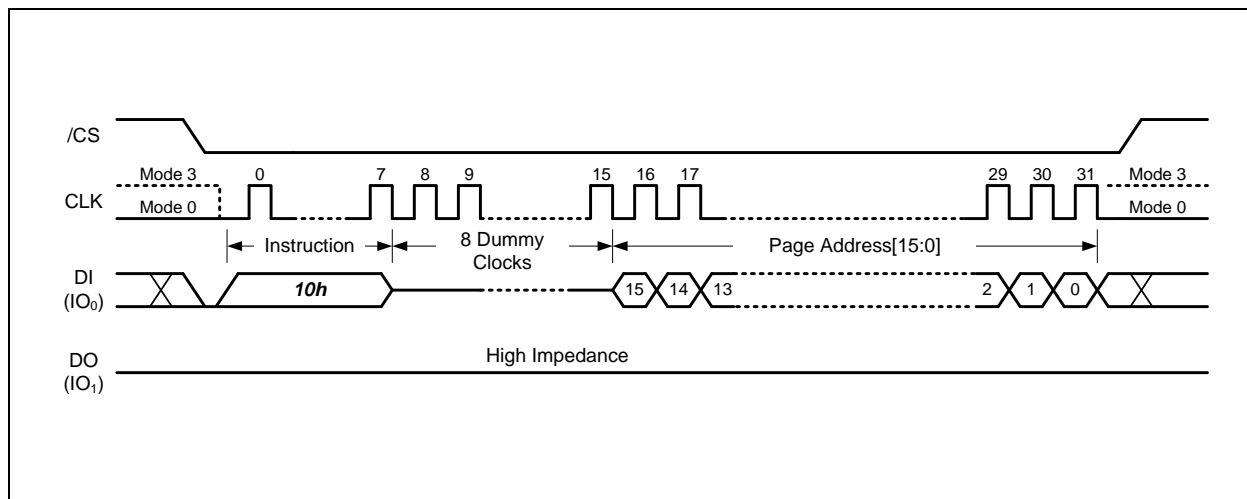 /CS
Mode 3 0 7 8 9 15 16 17 29 30 31 Mode 3
CLK
Mode 0 Mode 0
Instruction 8 Dummy Clocks Page Address[15:0]
DI
(IO0) 10h 15 14 13 2 1 0
DO
(IO1) High Impedance